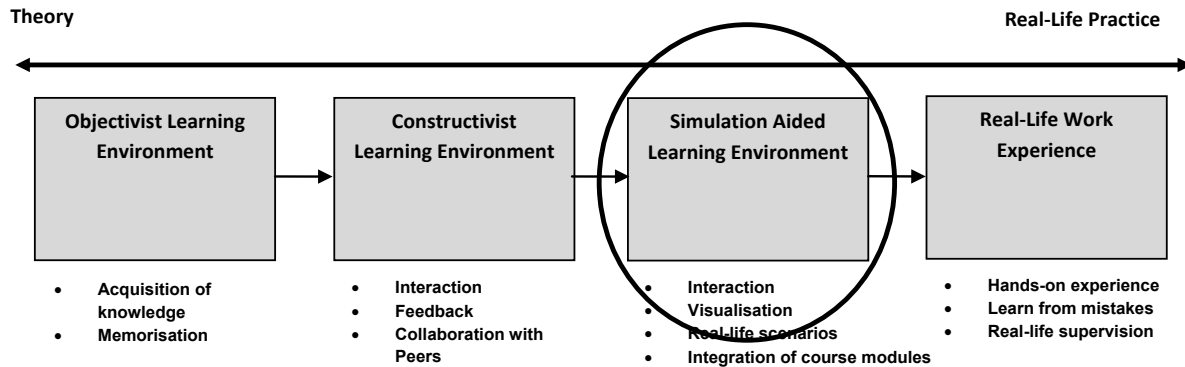 Theory
Real-Life Practice
Objectivist Learning
Environment
Constructivist
Learning Environment
Simulation Aided
Learning Environment
Real-Life Work
Experience
• Acquisition of
knowledge
• Memorisation
• Interaction
• Feedback
• Collaboration with
Peers
• Interaction
• Visualisation
• Real-life scenarios
• Integration of course modules
• Hands-on experience
• Learn from mistakes
• Real-life supervision